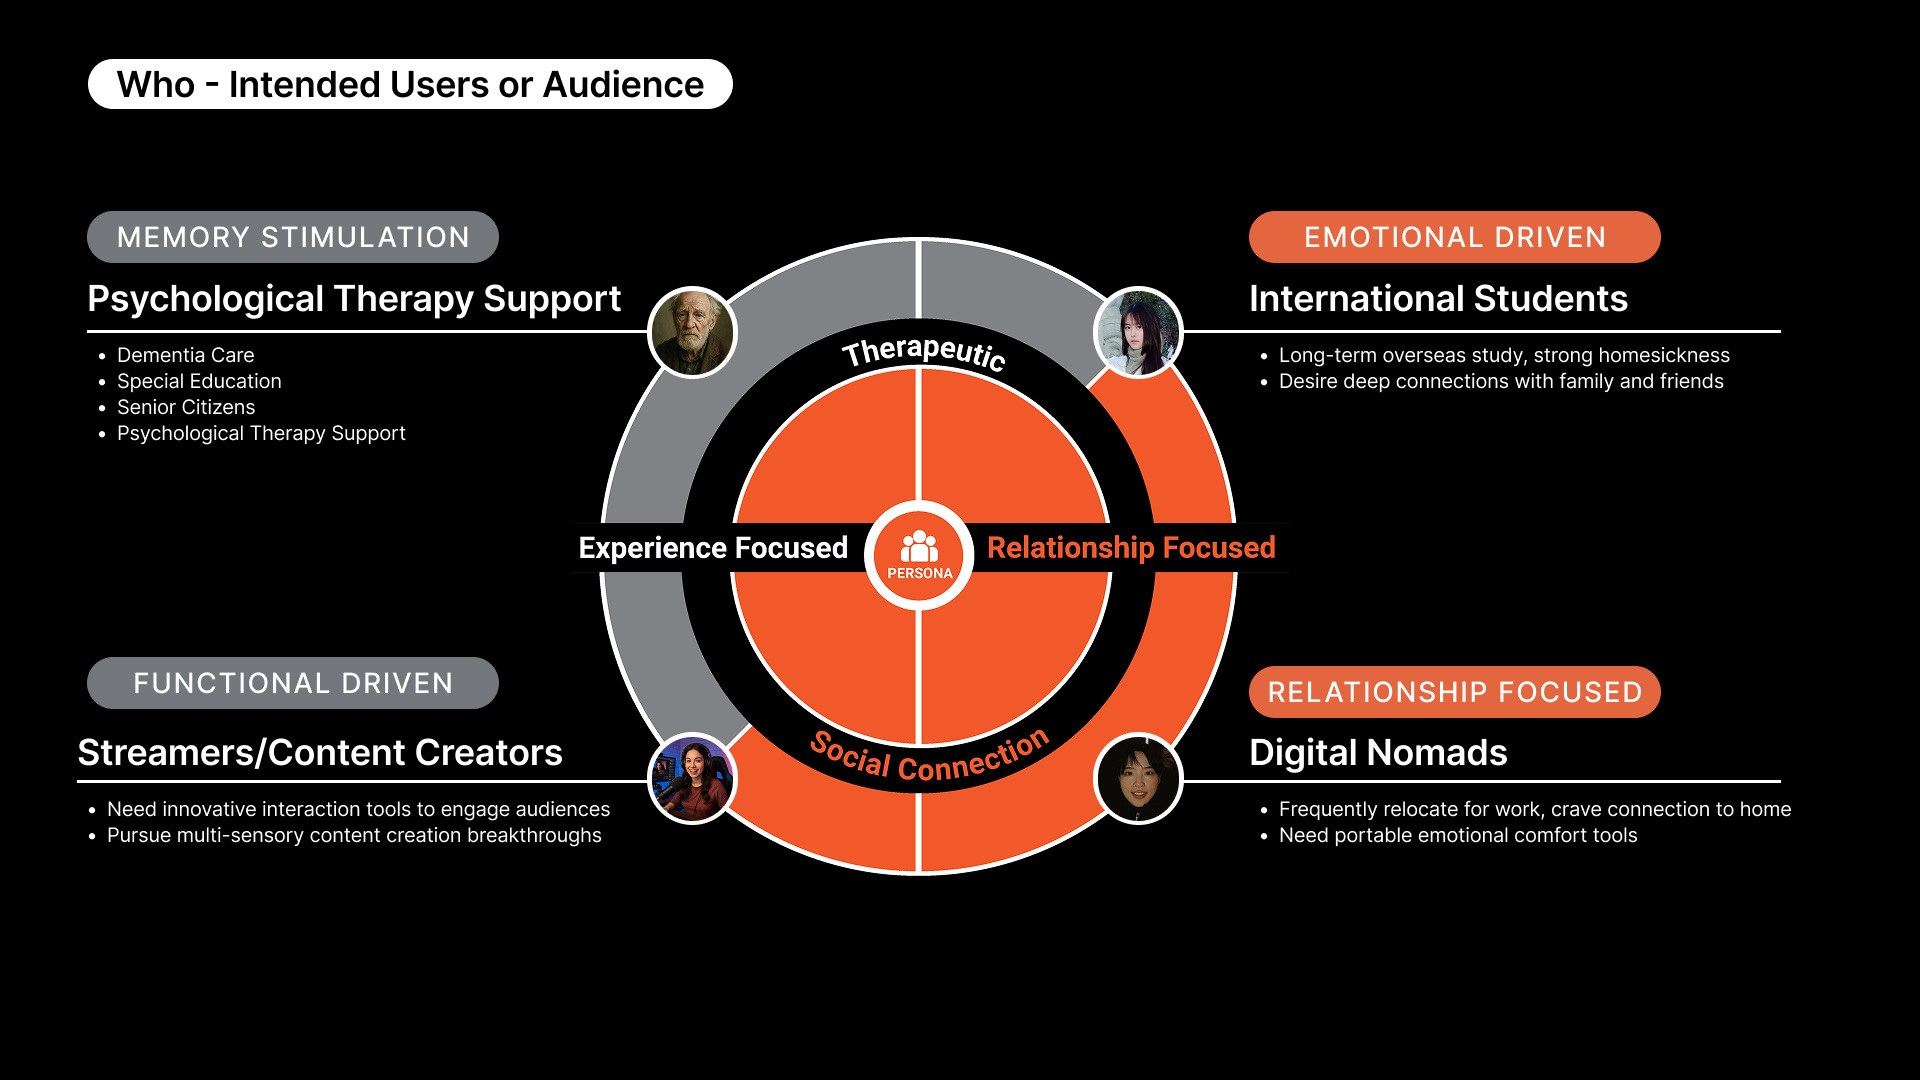 Who - Intended Users or Audience
MEMORY STIMULATION
Psychological Therapy Support
• Dementia Care
• Special Education
• Senior Citizens
• Psychological Therapy Support
EMOTIONAL DRIVEN
International Students
• Long-term overseas study, strong homesickness
• Desire deep connections with family and friends
Therapeutic
Experience Focused
Relationship Focused
PERSONA
Social Connection
FUNCTIONAL DRIVEN
Streamers/Content Creators
• Need innovative interaction tools to engage audiences
• Pursue multi-sensory content creation breakthroughs
RELATIONSHIP FOCUSED
Digital Nomads
• Frequently relocate for work, crave connection to home
• Need portable emotional comfort tools